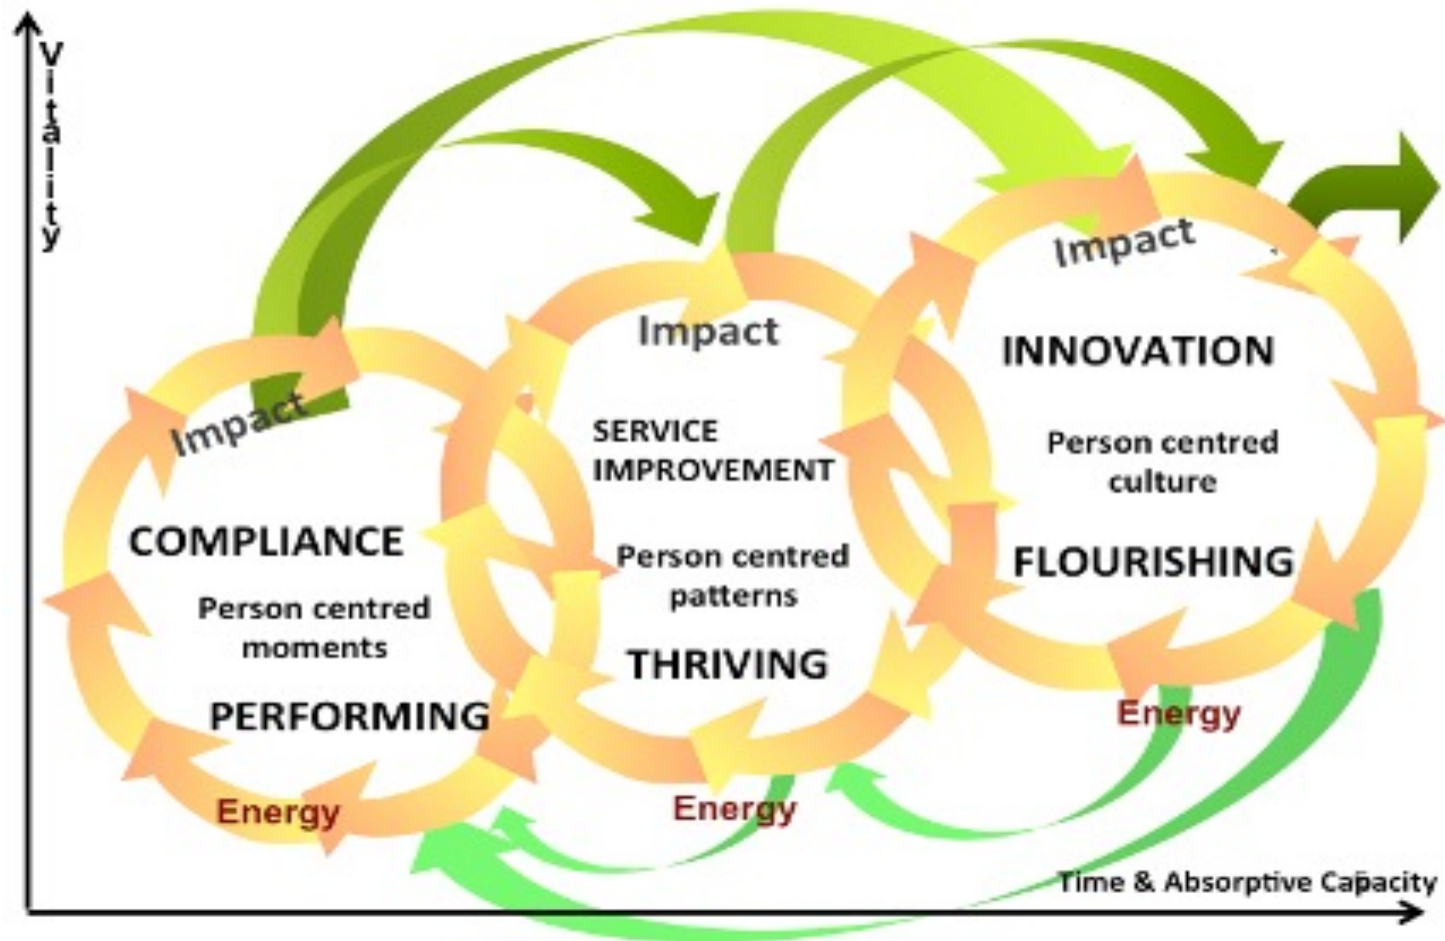 Vitality
Impact
COMPLIANCE
Person centred
moments
PERFORMING
Energy
Impact
SERVICE
IMPROVEMENT
Person centred
patterns
THRIVING
Energy
Impact
INNOVATION
Person centred
culture
FLOURISHING
Energy
Time & Absorptive Capacity